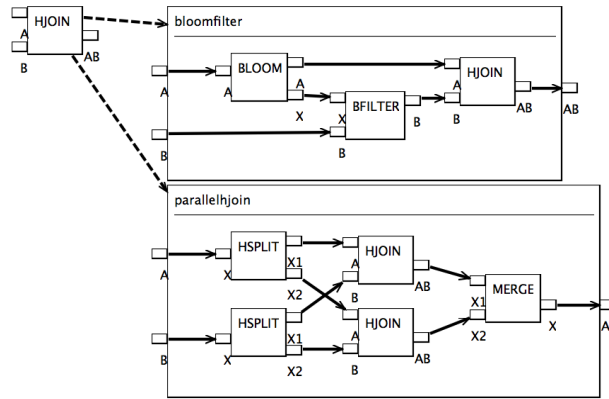 HJOIN
A
AB
B
bloomfilter
BLOOM
HJOIN
A
A
A
A
BFILTER
X
X
B
B
AB
AB
B
B
parallelhjoin
HSPLIT
HJOIN
A
X
X1
A
X2
B
AB
MERGE
HSPLIT
HJOIN
X1
X
A
B
X
X1
A
X2
X2
B
AB